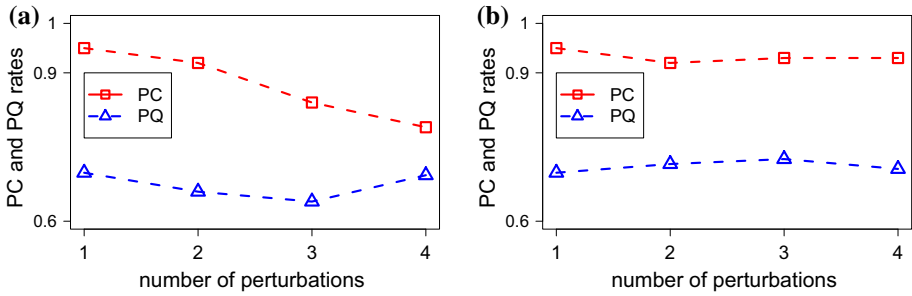 (a)
PC and PQ rates
1
0.9
0.6
PC
PQ
1 2 3 4
number of perturbations
(b)
PC and PQ rates
1
0.9
0.6
PC
PQ
1 2 3 4
number of perturbations